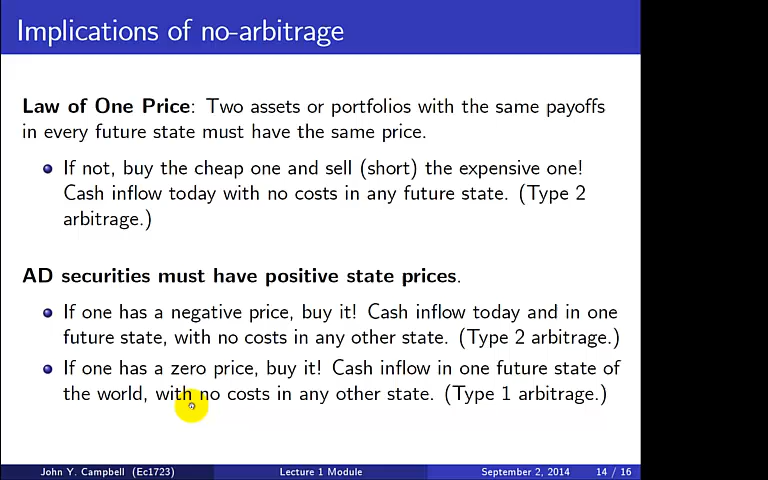 Implications of no-arbitrage
Law of One Price: Two assets or portfolios with the same payoffs
in every future state must have the same price.
If not, buy the cheap one and sell (short) the expensive one!
Cash inflow today with no costs in any future state. (Type 2
arbitrage.)
AD securities must have positive state prices.
If one has a negative price, buy it! Cash inflow today and in one
future state, with no costs in any other state. (Type 2 arbitrage.)
If one has a zero price, buy it! Cash inflow in one future state of
the world, with no costs in any other state. (Type 1 arbitrage.)
John Y. Campbell (Ec1723) Lecture 1 Module September 2, 2014 14 / 16